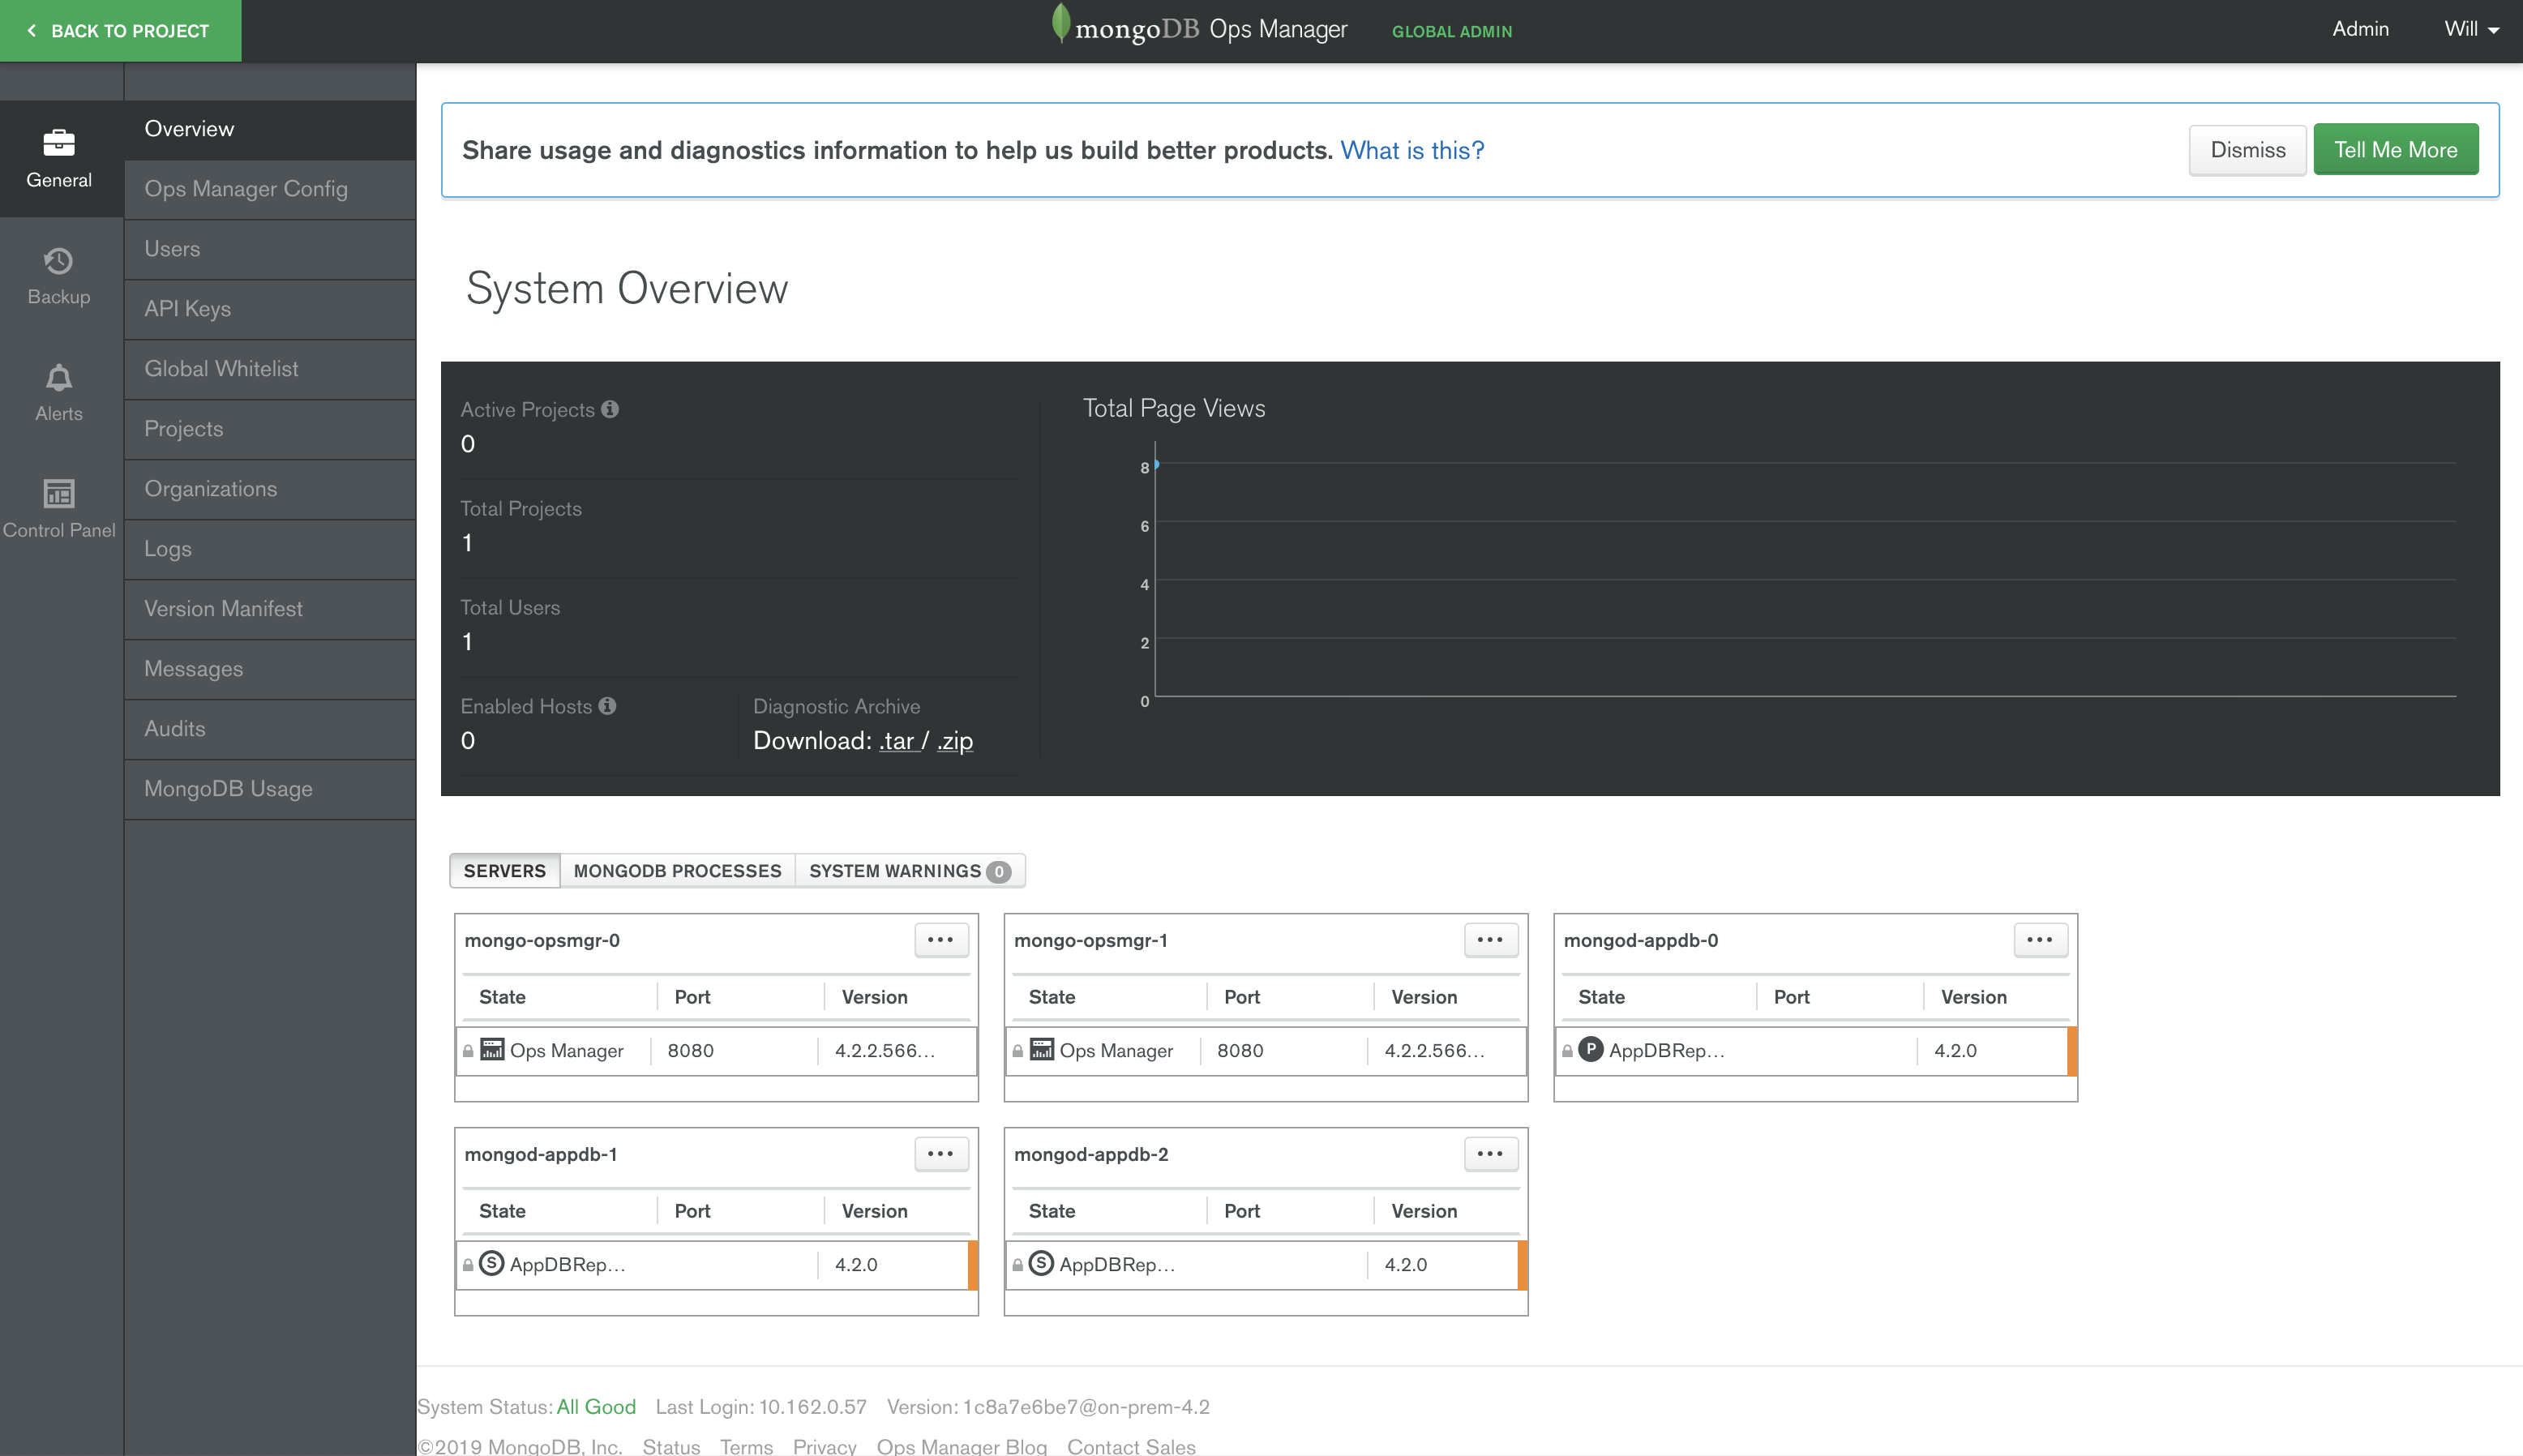 BACK TO PROJECT
mongoDB Ops Manager GLOBAL ADMIN
Admin Will
General
Backup
Alerts
Control Panel
Overview
Ops Manager Config
Users
API Keys
Global Whitelist
Projects
Organizations
Logs
Version Manifest
Messages
Audits
MongoDB Usage
Share usage and diagnostics information to help us build better products. What is this?
Dismiss Tell Me More
System Overview
Active Projects
0
Total Projects
1
Total Users
1
Enabled Hosts
0
Diagnostic Archive
Download: .tar / .zip
Total Page Views
8
6
4
2
0
SERVERS MONGODB PROCESSES SYSTEM WARNINGS 0
mongo-opsmgr-0
State Port Version
Ops Manager 8080 4.2.2.566...
mongo-opsmgr-1
State Port Version
Ops Manager 8080 4.2.2.566...
mongod-appdb-0
State Port Version
P AppDBRep... 4.2.0
mongod-appdb-1
State Port Version
S AppDBRep... 4.2.0
mongod-appdb-2
State Port Version
S AppDBRep... 4.2.0
System Status: All Good Last Login: 10.162.0.57 Version: 1c8a7e6be7@on-prem-4.2
©2019 MongoDB, Inc. Status Terms Privacy Ops Manager Blog Contact Sales